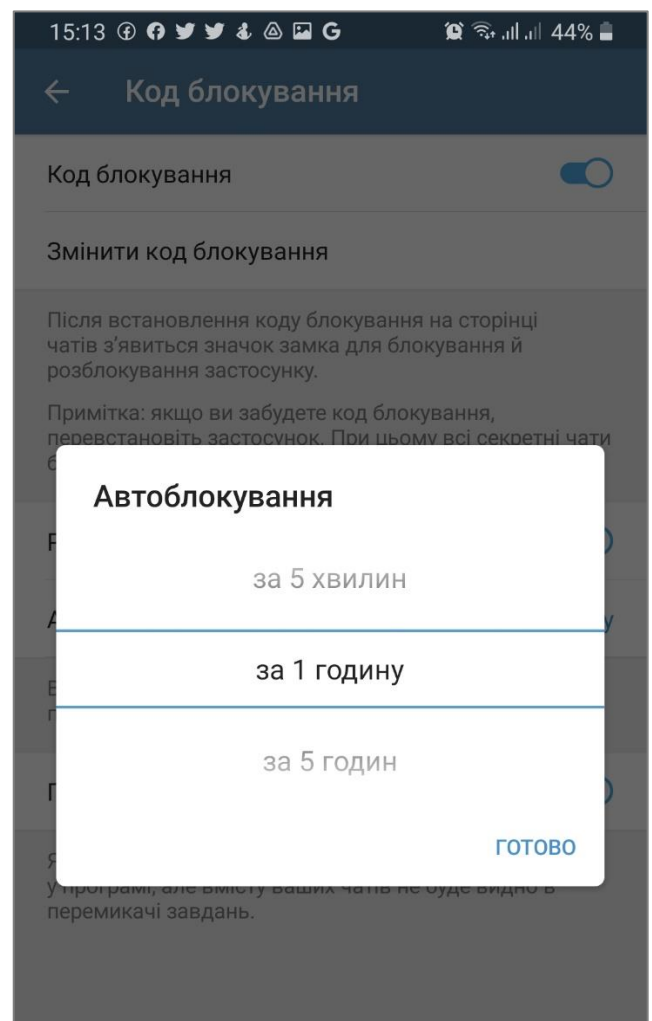 15:13
44%
Код блокування
Код блокування
Змінити код блокування
Після встановлення коду блокування на сторінці
чатів з’явиться значок замка для блокування й
розблокування застосунку.
Примітка: якщо ви забудете код блокування,
перевстановіть застосунок. При цьому всі секретні чати
Автоблокування
за 5 хвилин
за 1 годину
за 5 годин
ГОТОВО
у програмі, але вмісту ваших чатів не буде видно в
перемикачі завдань.